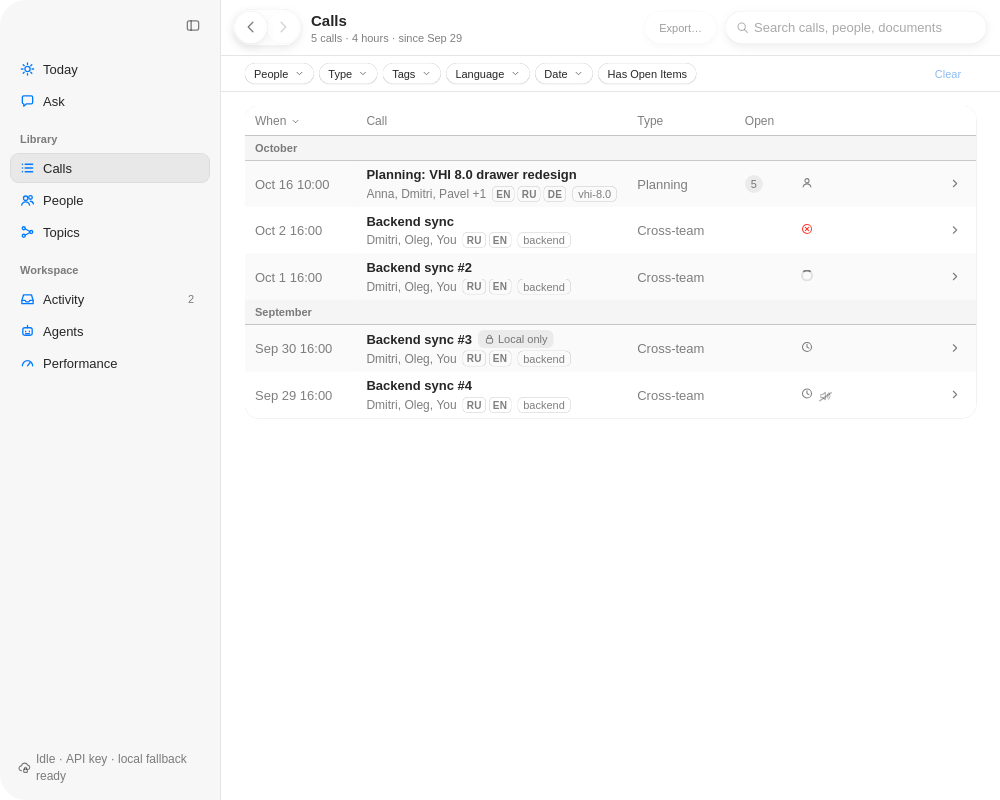 Calls
5 calls · 4 hours · since Sep 29
Export…
Search calls, people, documents
Today
Ask
Library
Calls
People
Topics
Workspace
Activity 2
Agents
Performance
Idle · API key · local fallback
ready
People Type Tags Language Date Has Open Items Clear
When Call Type Open
October
Oct 16 10:00 Planning: VHI 8.0 drawer redesign Planning 5
Anna, Dmitri, Pavel +1 EN RU DE vhi-8.0
Oct 2 16:00 Backend sync Cross-team
Dmitri, Oleg, You RU EN backend
Oct 1 16:00 Backend sync #2 Cross-team
Dmitri, Oleg, You RU EN backend
September
Sep 30 16:00 Backend sync #3 Local only Cross-team
Dmitri, Oleg, You RU EN backend
Sep 29 16:00 Backend sync #4 Cross-team
Dmitri, Oleg, You RU EN backend